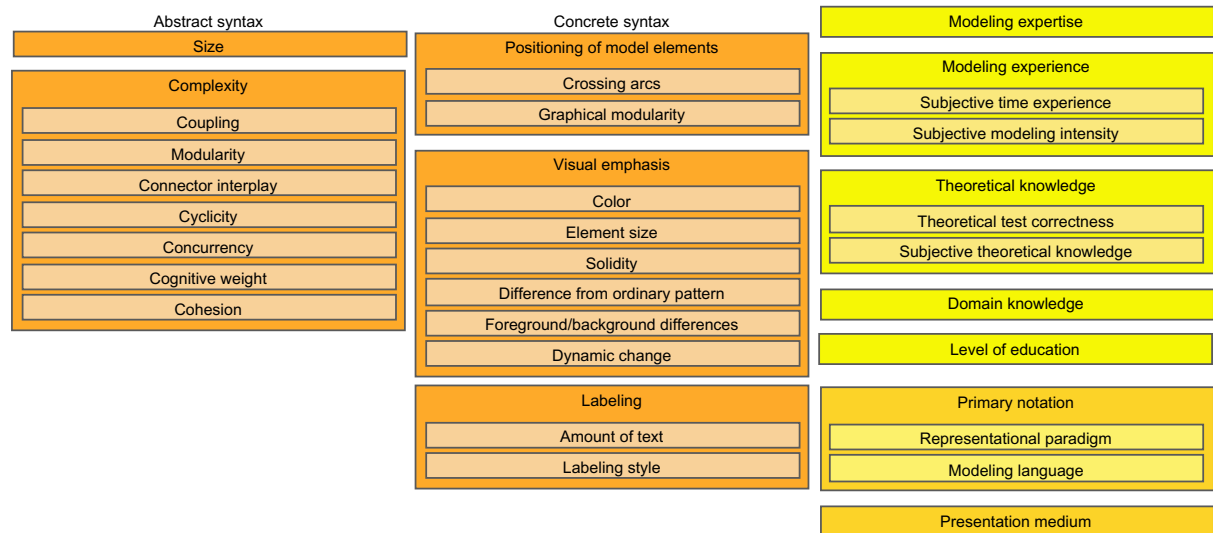 Abstract syntax
Size
Complexity
Coupling
Modularity
Connector interplay
Cyclicity
Concurrency
Cognitive weight
Cohesion
Concrete syntax
Positioning of model elements
Crossing arcs
Graphical modularity
Visual emphasis
Color
Element size
Solidity
Difference from ordinary pattern
Foreground/background differences
Dynamic change
Labeling
Amount of text
Labeling style
Modeling expertise
Modeling experience
Subjective time experience
Subjective modeling intensity
Theoretical knowledge
Theoretical test correctness
Subjective theoretical knowledge
Domain knowledge
Level of education
Primary notation
Representational paradigm
Modeling language
Presentation medium